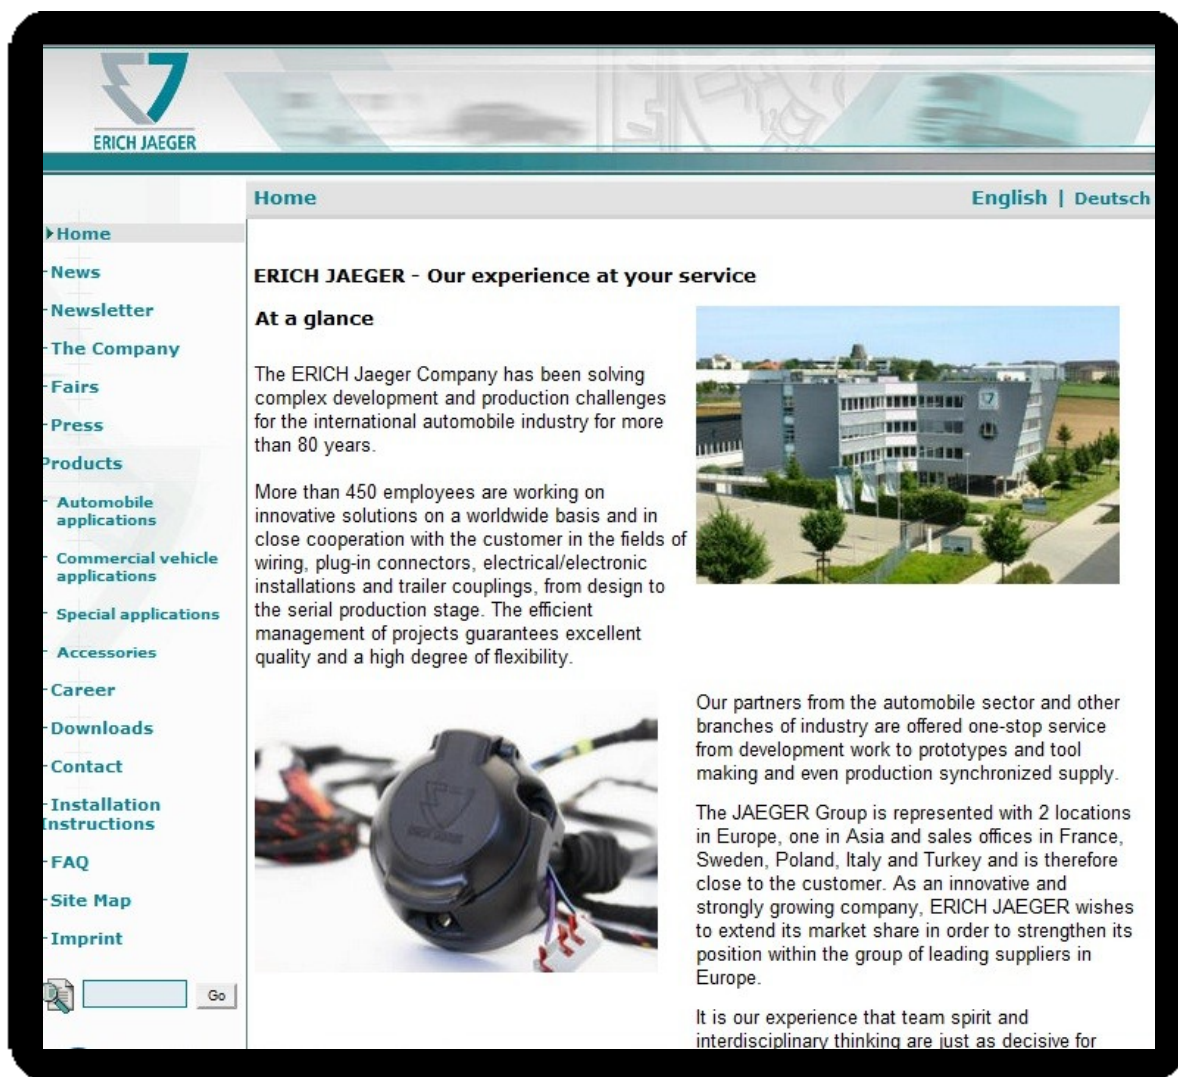 ERICH JAEGER
Home
English | Deutsch
Home
News
Newsletter
The Company
Fairs
Press
Products
Automobile
applications
Commercial vehicle
applications
Special applications
Accessories
Career
Downloads
Contact
Installation
Instructions
FAQ
Site Map
Imprint
Go
ERICH JAEGER - Our experience at your service
At a glance
The ERICH Jaeger Company has been solving
complex development and production challenges
for the international automobile industry for more
than 80 years.
More than 450 employees are working on
innovative solutions on a worldwide basis and in
close cooperation with the customer in the fields of
wiring, plug-in connectors, electrical/electronic
installations and trailer couplings, from design to
the serial production stage. The efficient
management of projects guarantees excellent
quality and a high degree of flexibility.
Our partners from the automobile sector and other
branches of industry are offered one-stop service
from development work to prototypes and tool
making and even production synchronized supply.
The JAEGER Group is represented with 2 locations
in Europe, one in Asia and sales offices in France,
Sweden, Poland, Italy and Turkey and is therefore
close to the customer. As an innovative and
strongly growing company, ERICH JAEGER wishes
to extend its market share in order to strengthen its
position within the group of leading suppliers in
Europe.
It is our experience that team spirit and
interdisciplinary thinking are just as decisive for